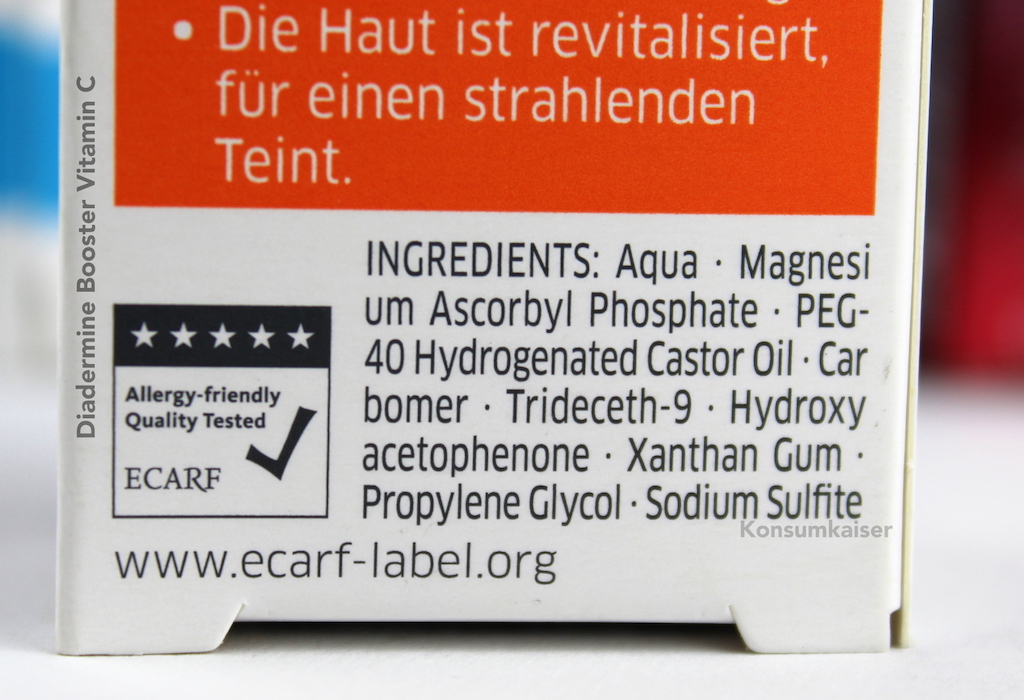 Die Haut ist revitalisiert,
für einen strahlenden
Teint.
Diadermine Booster Vitamin C
INGREDIENTS: Aqua · Magnesi
um Ascorbyl Phosphate · PEG-
40 Hydrogenated Castor Oil · Car
bomer · Trideceth-9 · Hydroxy
acetophenone · Xanthan Gum ·
Propylene Glycol · Sodium Sulfite
Allergy-friendly
Quality Tested
ECARF
Konsumkaiser
www.ecarf-label.org